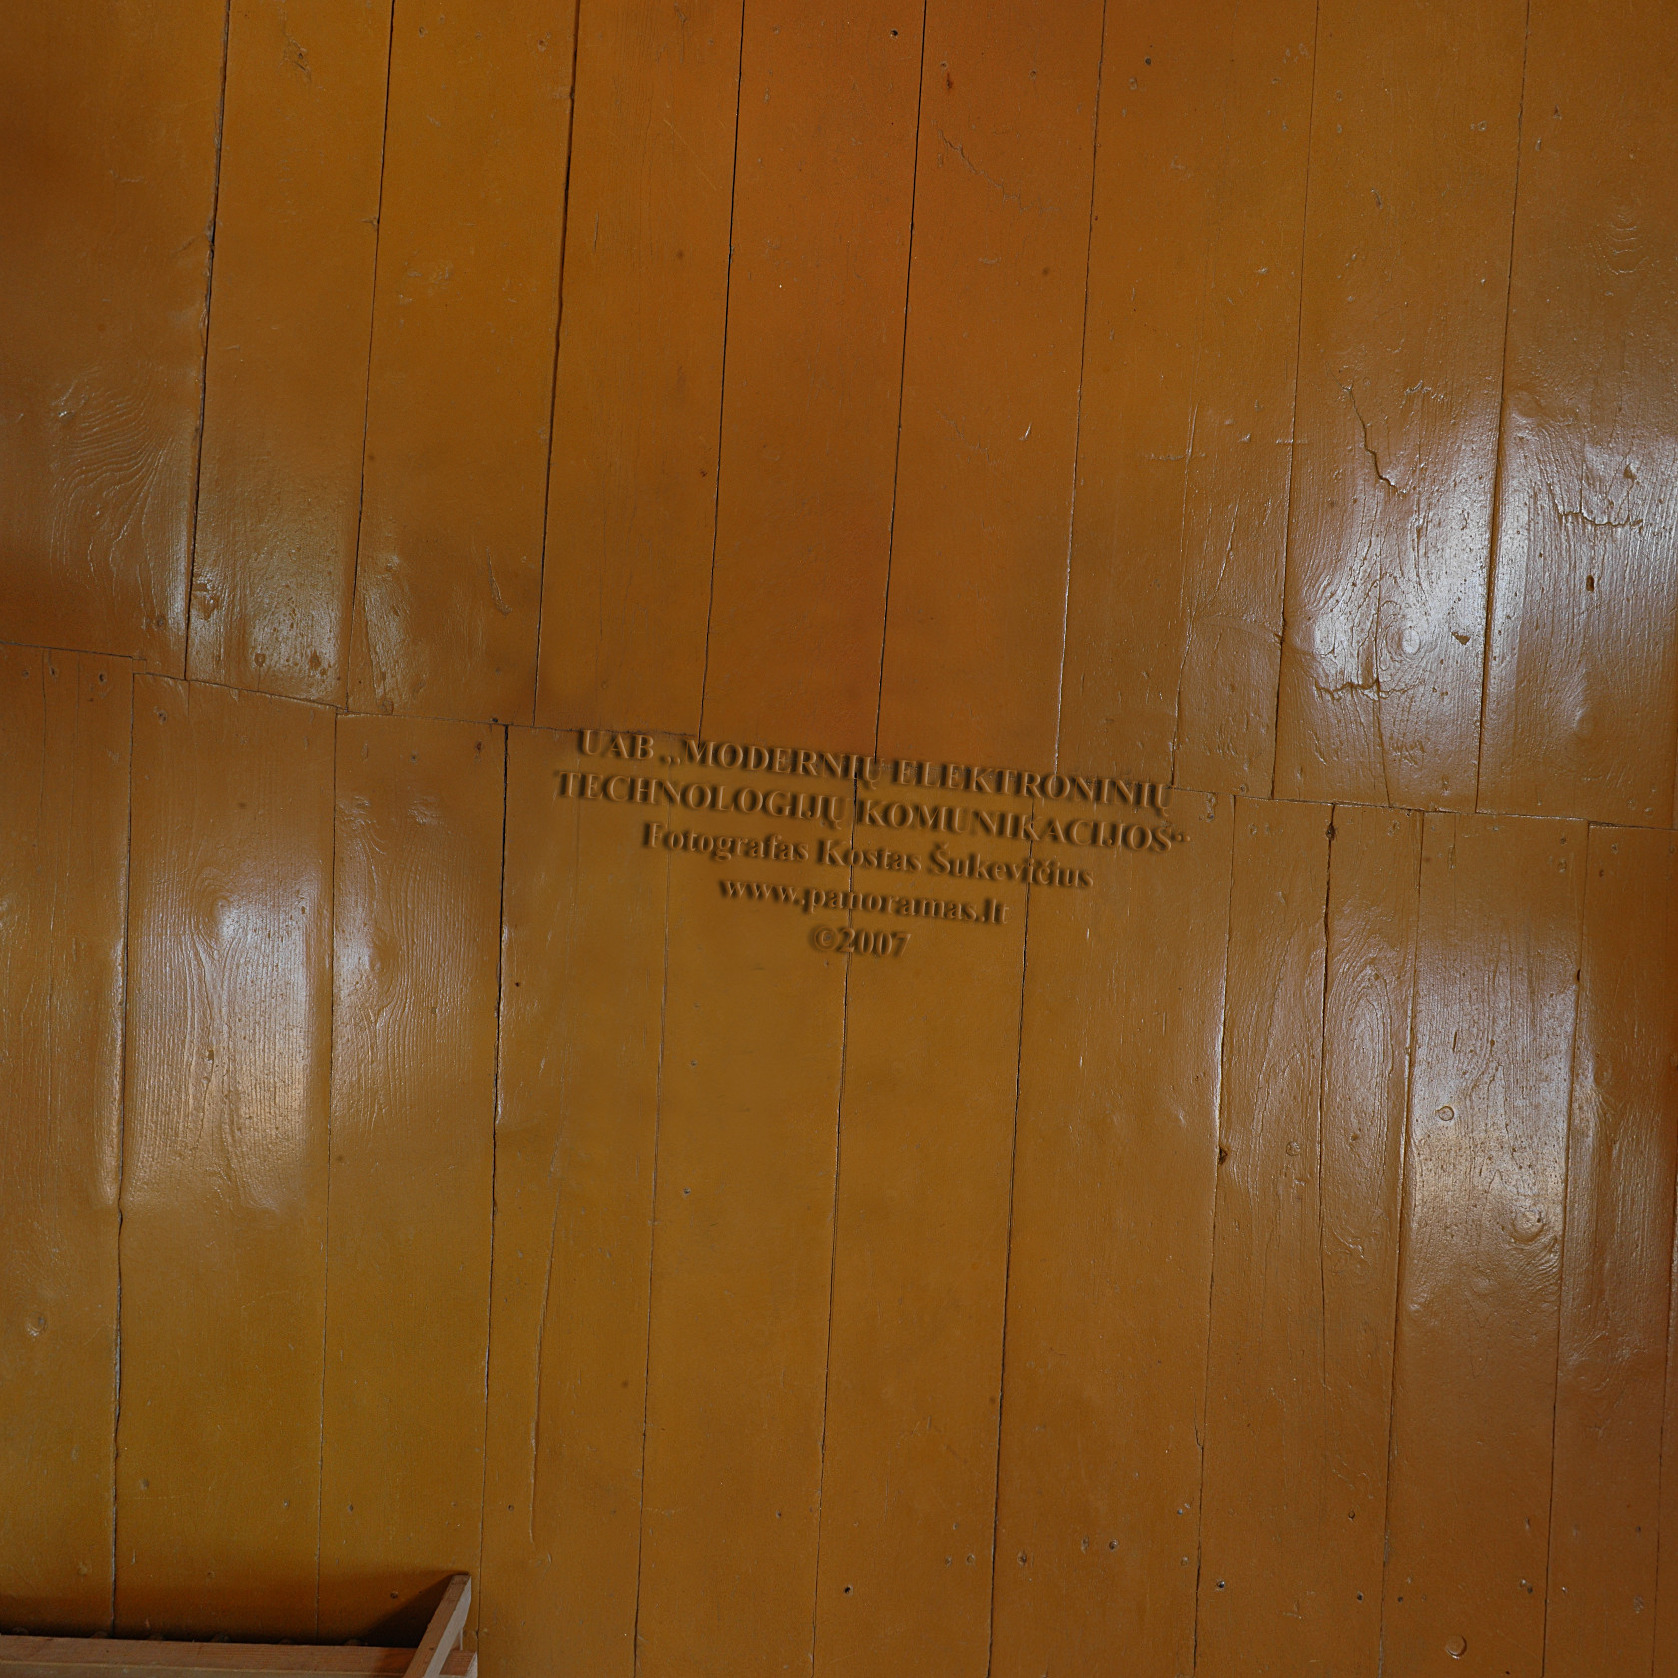 UAB „MODERNIŲ ELEKTRONINIŲ
TECHNOLOGIJŲ KOMUNIKACIJOS“
Fotografas Kostas Šukevičius
www.panoramas.lt
©2007